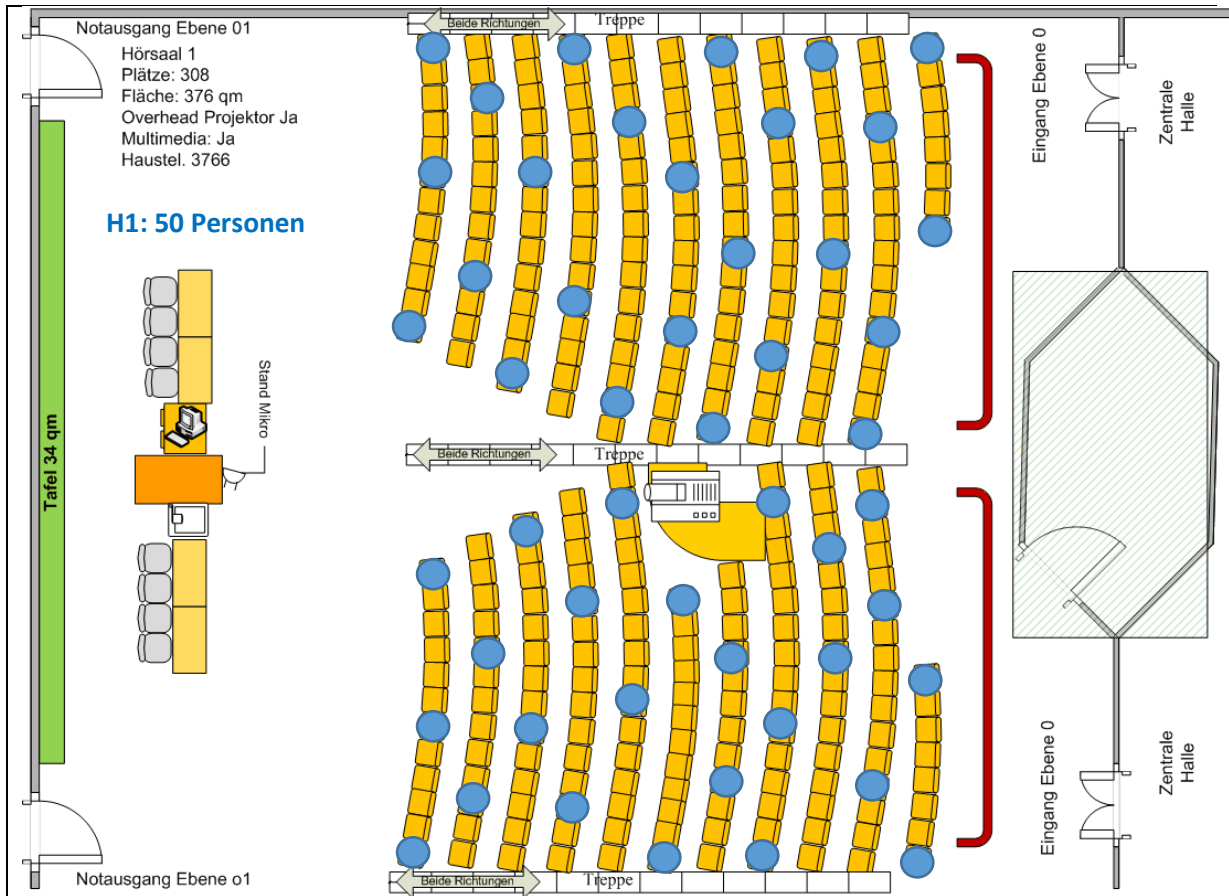 Notausgang Ebene 01
Beide Richtungen
Treppe
Hörsaal 1
Plätze: 308
Fläche: 376 qm
Overhead Projektor Ja
Multimedia: Ja
Haustel. 3766
H1: 50 Personen
Eingang Ebene 0
Zentrale
Halle
Stand Mikro
Tafel 34 qm
Beide Richtungen
Treppe
Eingang Ebene 0
Zentrale
Halle
Notausgang Ebene o1
Beide Richtungen
Treppe